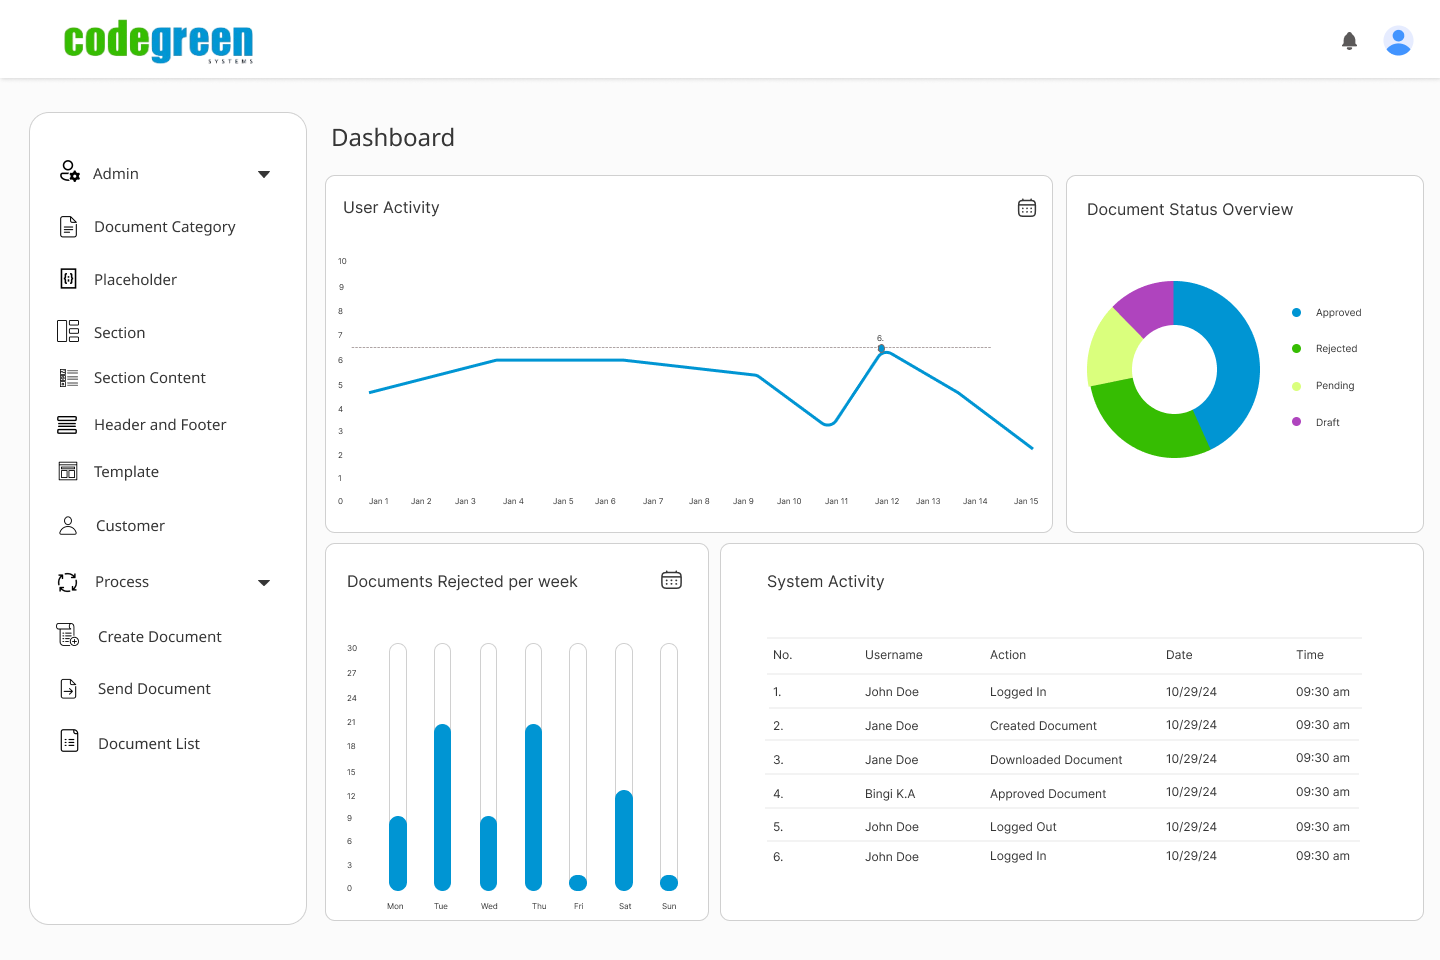 codegreen
SYSTEMS
Admin
Document Category
Placeholder
Section
Section Content
Header and Footer
Template
Customer
Process
Create Document
Send Document
Document List
Dashboard
User Activity
10
9
8
7
6
5
4
3
2
1
0
6.
Jan 1 Jan 2 Jan 3 Jan 4 Jan 5 Jan 6 Jan 7 Jan 8 Jan 9 Jan 10 Jan 11 Jan 12 Jan 13 Jan 14 Jan 15
Document Status Overview
Approved
Rejected
Pending
Draft
Documents Rejected per week
30
27
24
21
18
15
12
9
6
3
0
Mon Tue Wed Thu Fri Sat Sun
System Activity
No. Username Action Date Time
1. John Doe Logged In 10/29/24 09:30 am
2. Jane Doe Created Document 10/29/24 09:30 am
3. Jane Doe Downloaded Document 10/29/24 09:30 am
4. Bingi K.A Approved Document 10/29/24 09:30 am
5. John Doe Logged Out 10/29/24 09:30 am
6. John Doe Logged In 10/29/24 09:30 am